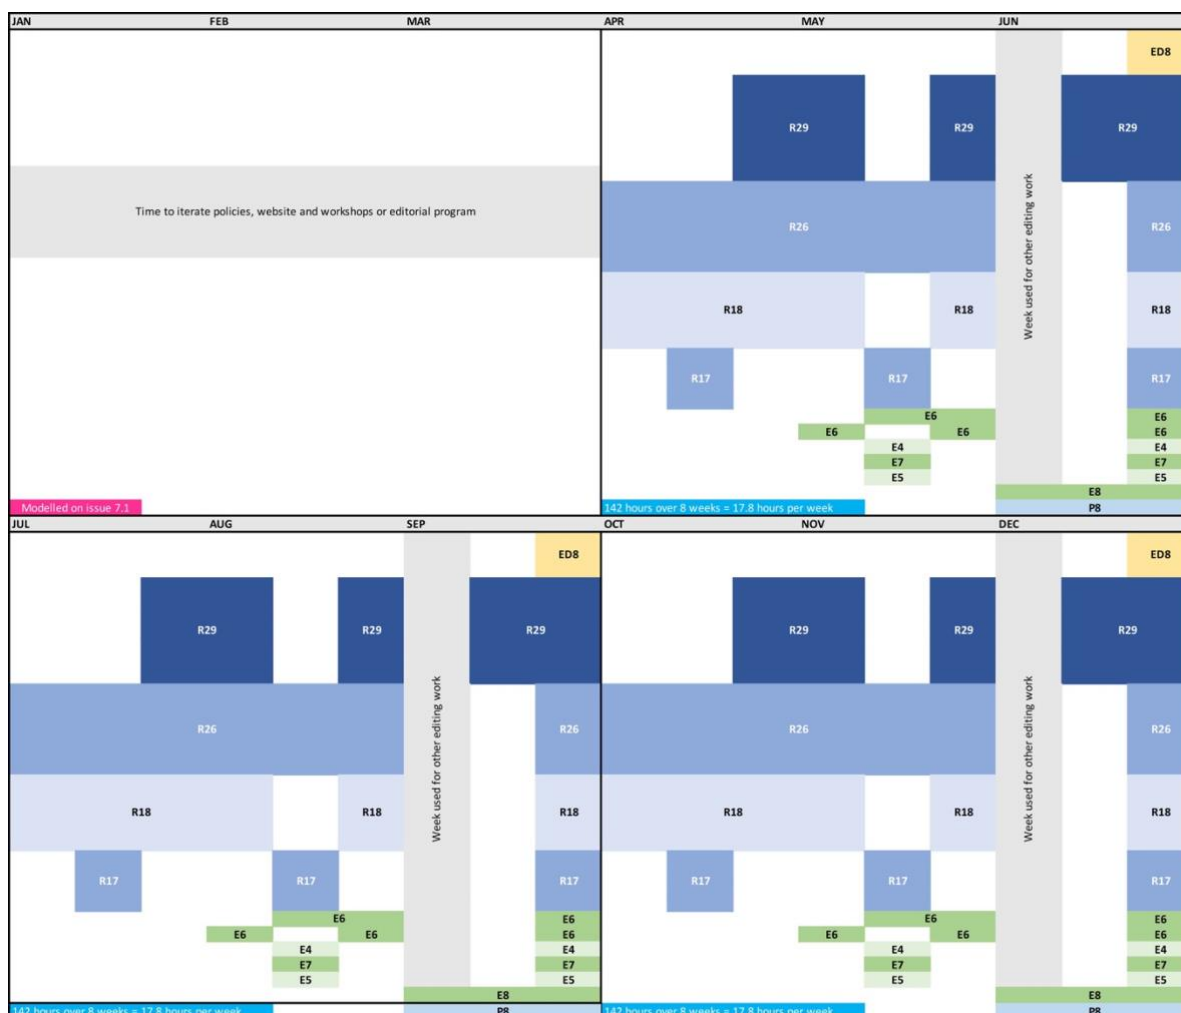 JAN FEB MAR APR MAY JUN
ED8
R29 R29 R29
Time to iterate policies, website and workshops or editorial program
Week used for other editing work
R26 R26
R18 R18 R18
R17 R17 R17
E6 E6
E6 E6 E6
E4 E4
E7 E7
E5 E5
E8
Modelled on issue 7.1 142 hours over 8 weeks = 17.8 hours per week P8
JUL AUG SEP OCT NOV DEC
ED8 ED8
R29 R29 R29 R29 R29 R29
Week used for other editing work Week used for other editing work
R26 R26 R26 R26
R18 R18 R18 R18 R18 R18
R17 R17 R17 R17 R17 R17
E6 E6 E6 E6
E6 E6 E6 E6 E6 E6
E4 E4 E4 E4
E7 E7 E7 E7
E5 E5 E5 E5
E8 E8
142 hours over 8 weeks = 17.8 hours per week P8 142 hours over 8 weeks = 17.8 hours per week P8